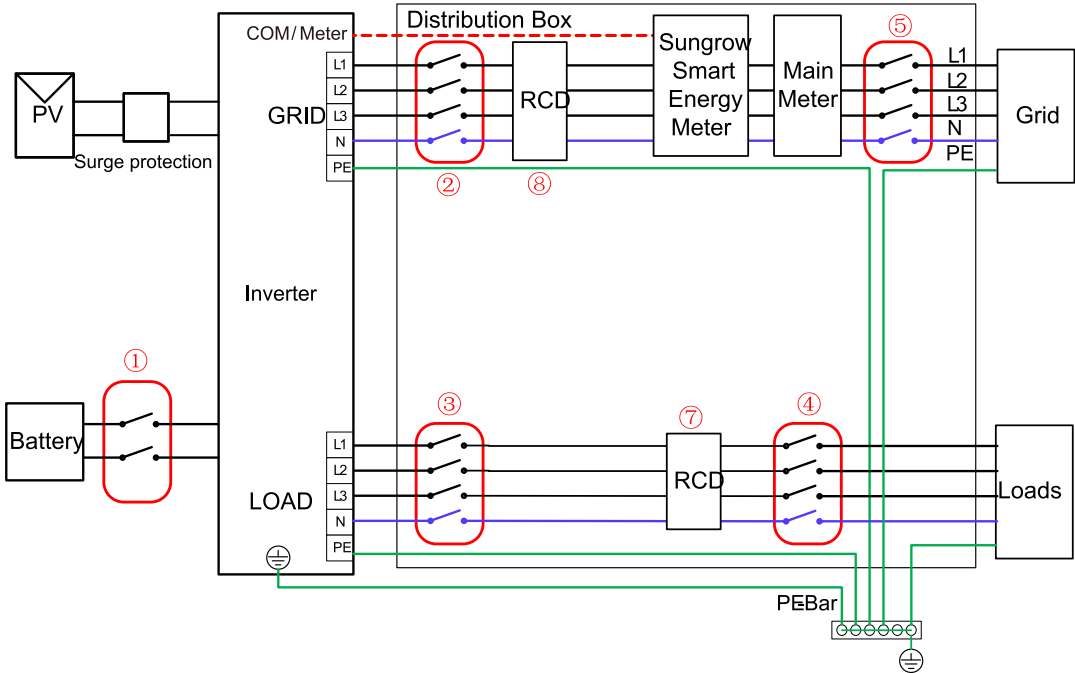 Distribution Box
COM/Meter
L1
L2
GRID
L3
N
PE
PV
Surge protection
②
RCD
⑧
Sungrow
Smart
Energy
Meter
Main
Meter
⑤
L1
L2
L3
N
PE
Grid
Inverter
①
Battery
L1
L2
LOAD
L3
N
PE
③
⑦
RCD
④
Loads
PEBar